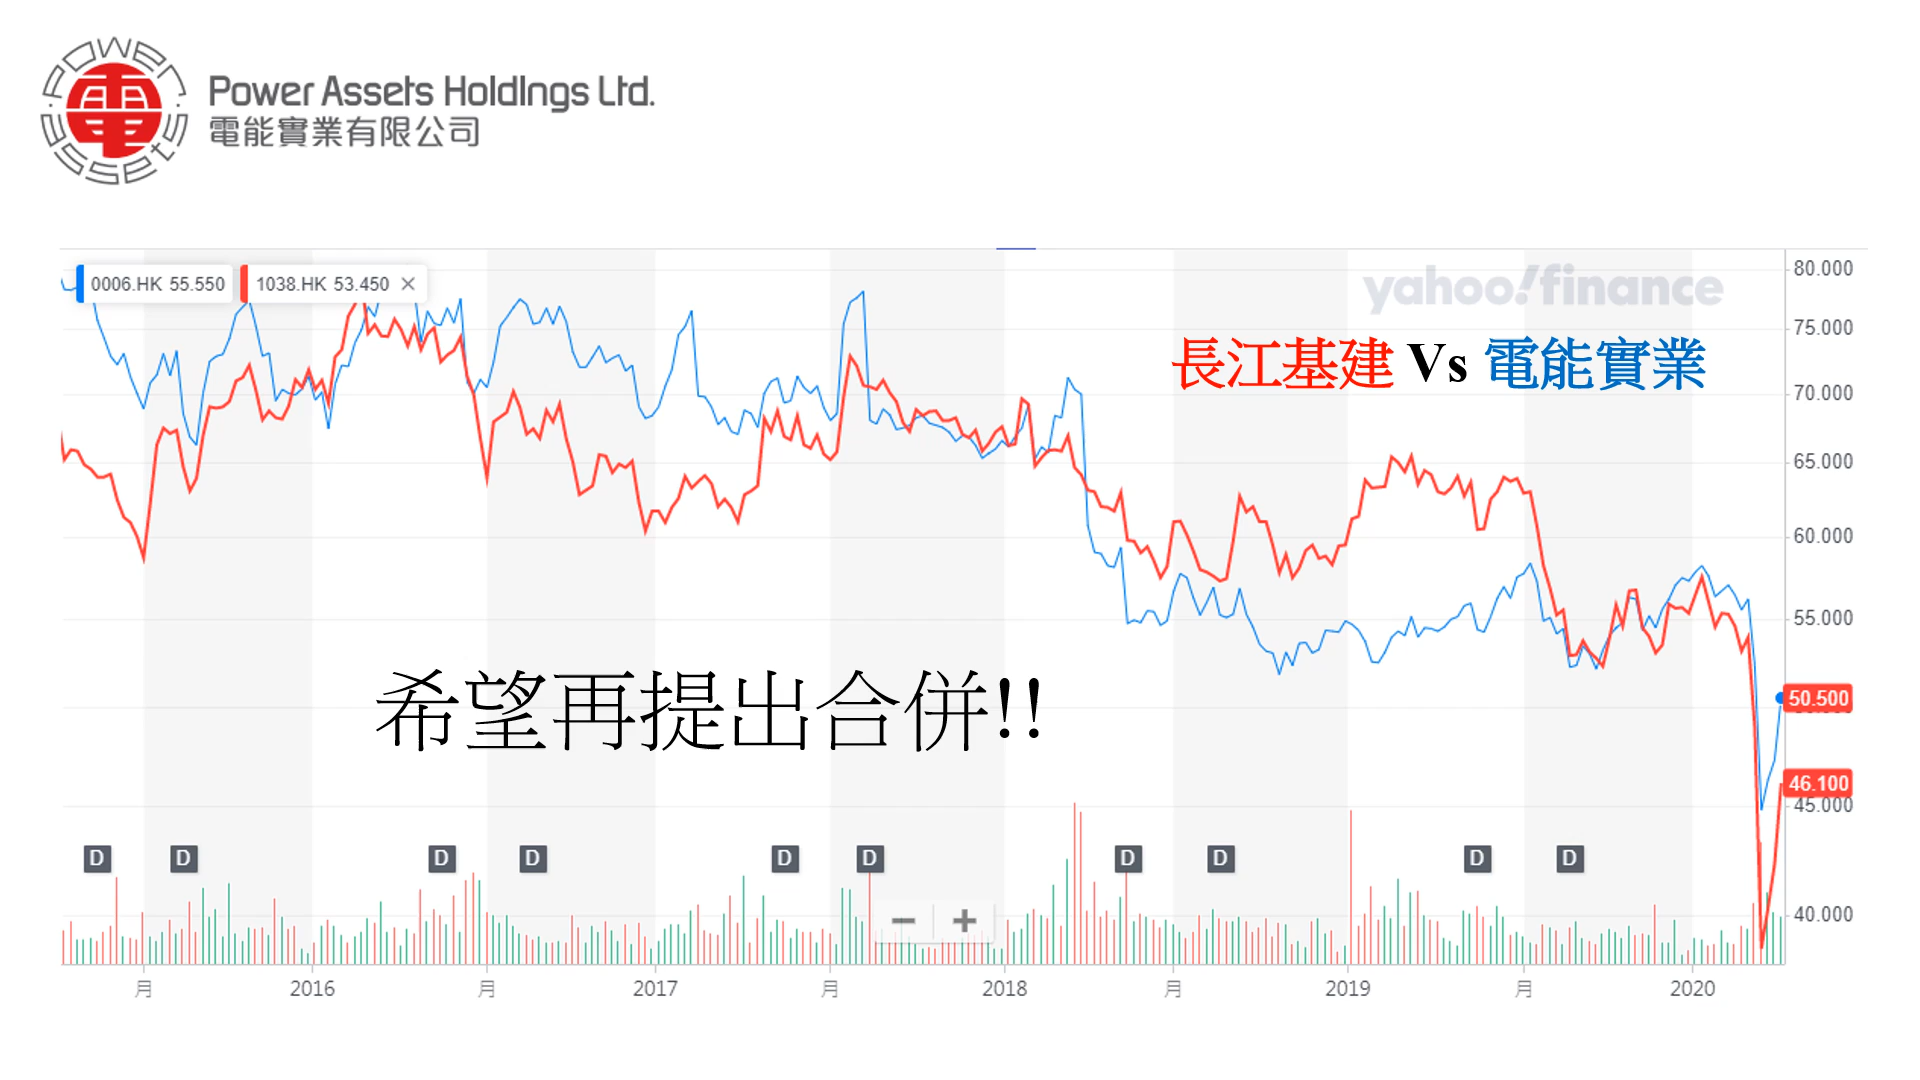 Power Assets Holdings Ltd.
電能實業有限公司
0006.HK 55.550
1038.HK 53.450
yahoo!finance
長江基建 Vs 電能實業
希望再提出合併!!
80.000
75.000
70.000
65.000
60.000
55.000
50.500
46.100
45.000
40.000
D D D D D D D D D D
月 2016 月 2017 月 2018 月 2019 月 2020